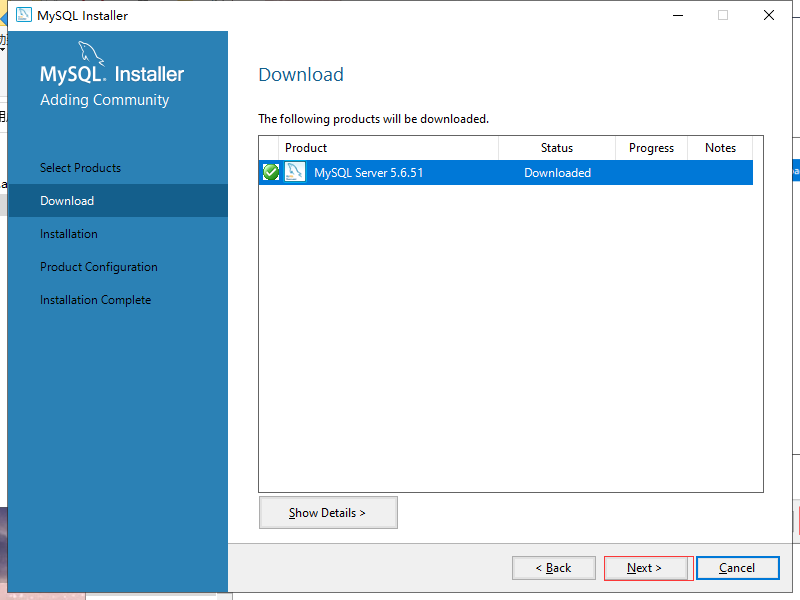 MySQL Installer
MySQL. Installer
Adding Community
Select Products
Download
Installation
Product Configuration
Installation Complete
Download
The following products will be downloaded.
Product Status Progress Notes
MySQL Server 5.6.51 Downloaded
Show Details >
< Back Next > Cancel